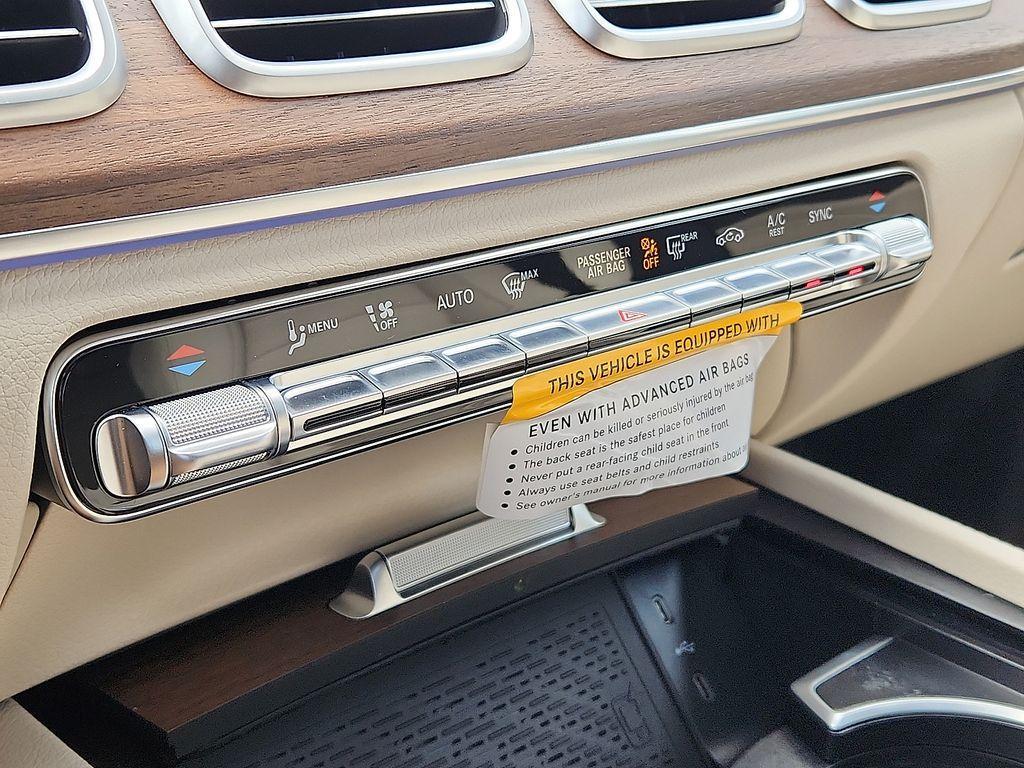 MENU
OFF
AUTO
MAX
PASSENGER
AIR BAG
OFF
REAR
A/C
REST
SYNC
THIS VEHICLE IS EQUIPPED WITH
EVEN WITH ADVANCED AIR BAGS
• Children can be killed or seriously injured by the air bag
• The back seat is the safest place for children
• Never put a rear-facing child seat in the front
• Always use seat belts and child restraints
• See owner's manual for more information about